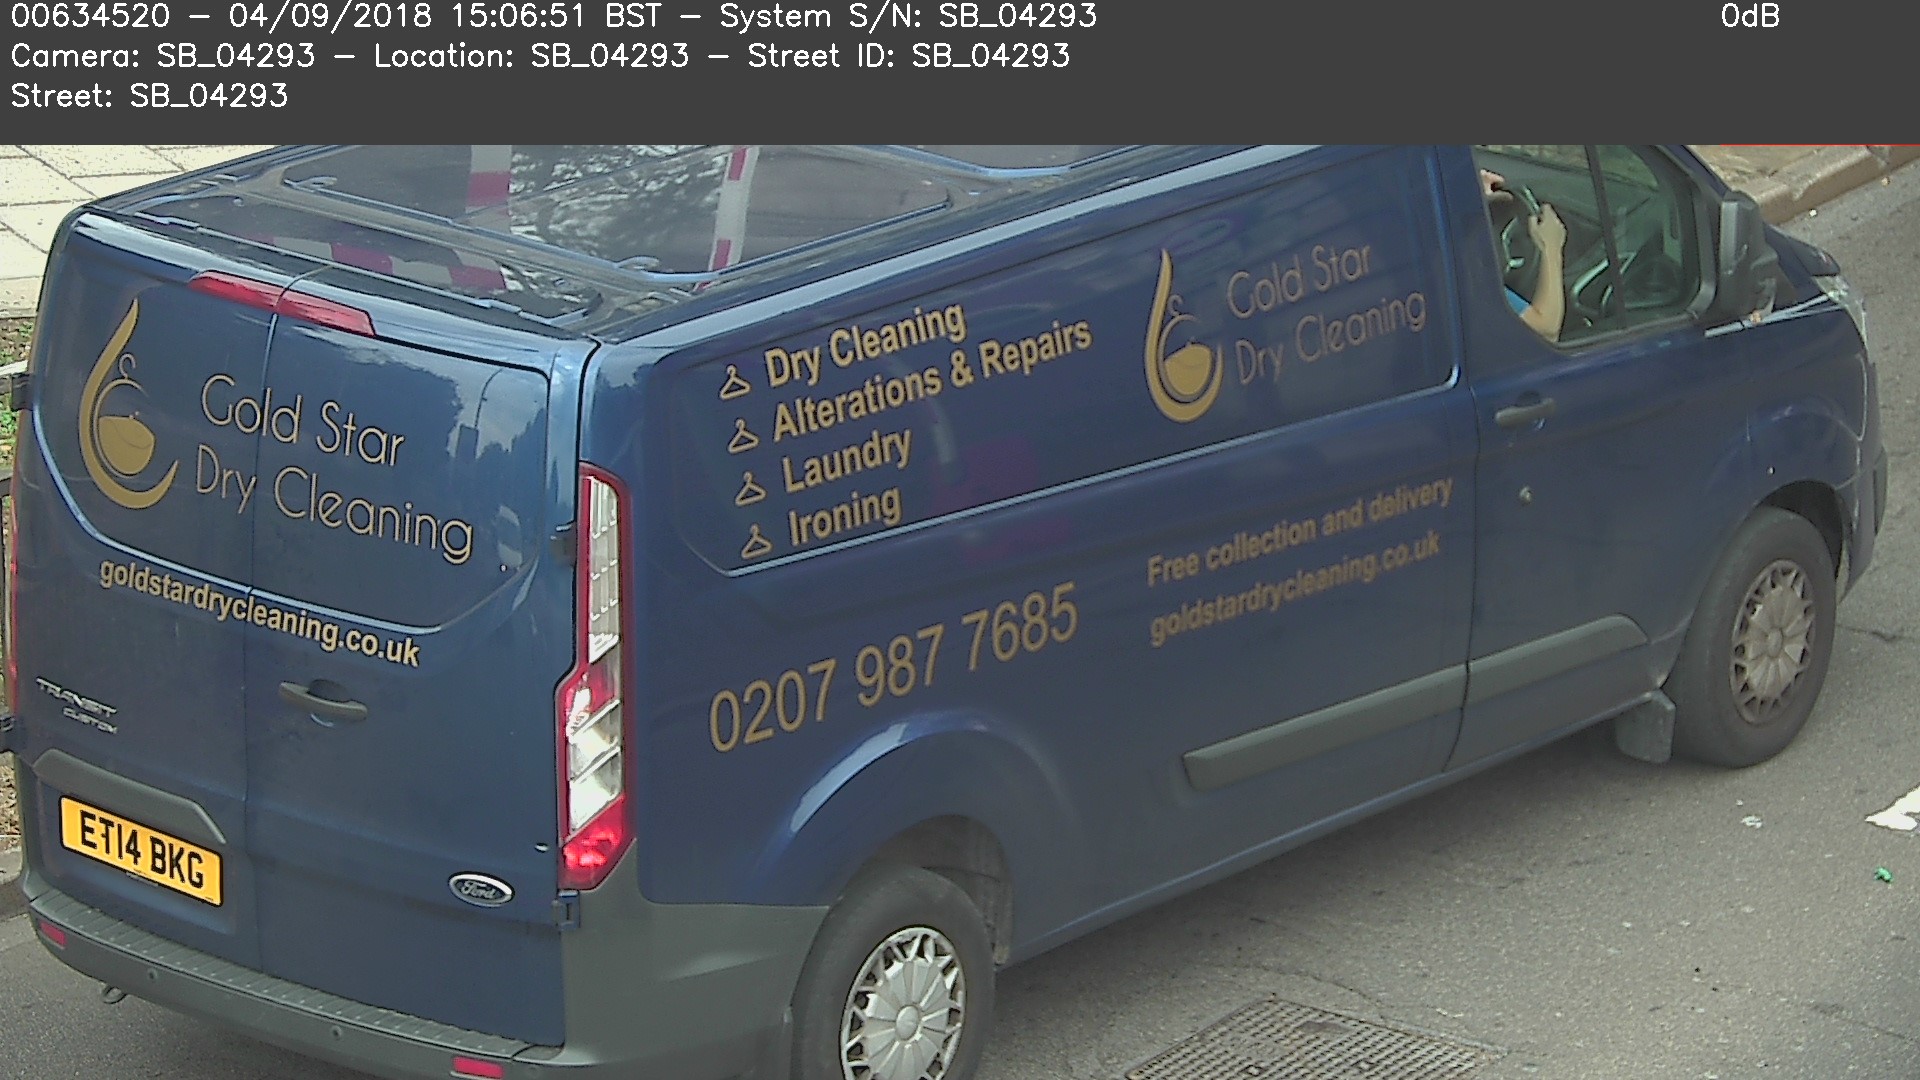 00634520 - 04/09/2018 15:06:51 BST - System S/N: SB_04293
0dB
Camera: SB_04293 - Location: SB_04293 - Street ID: SB_04293
Street: SB_04293
Gold Star
Dry Cleaning
goldstardrycleaning.co.uk
TRANSIT
CUSTOM
ET14 BKG
Ford
Dry Cleaning
Alterations & Repairs
Laundry
Ironing
0207 987 7685
Gold Star
Dry Cleaning
Free collection and delivery
goldstardrycleaning.co.uk